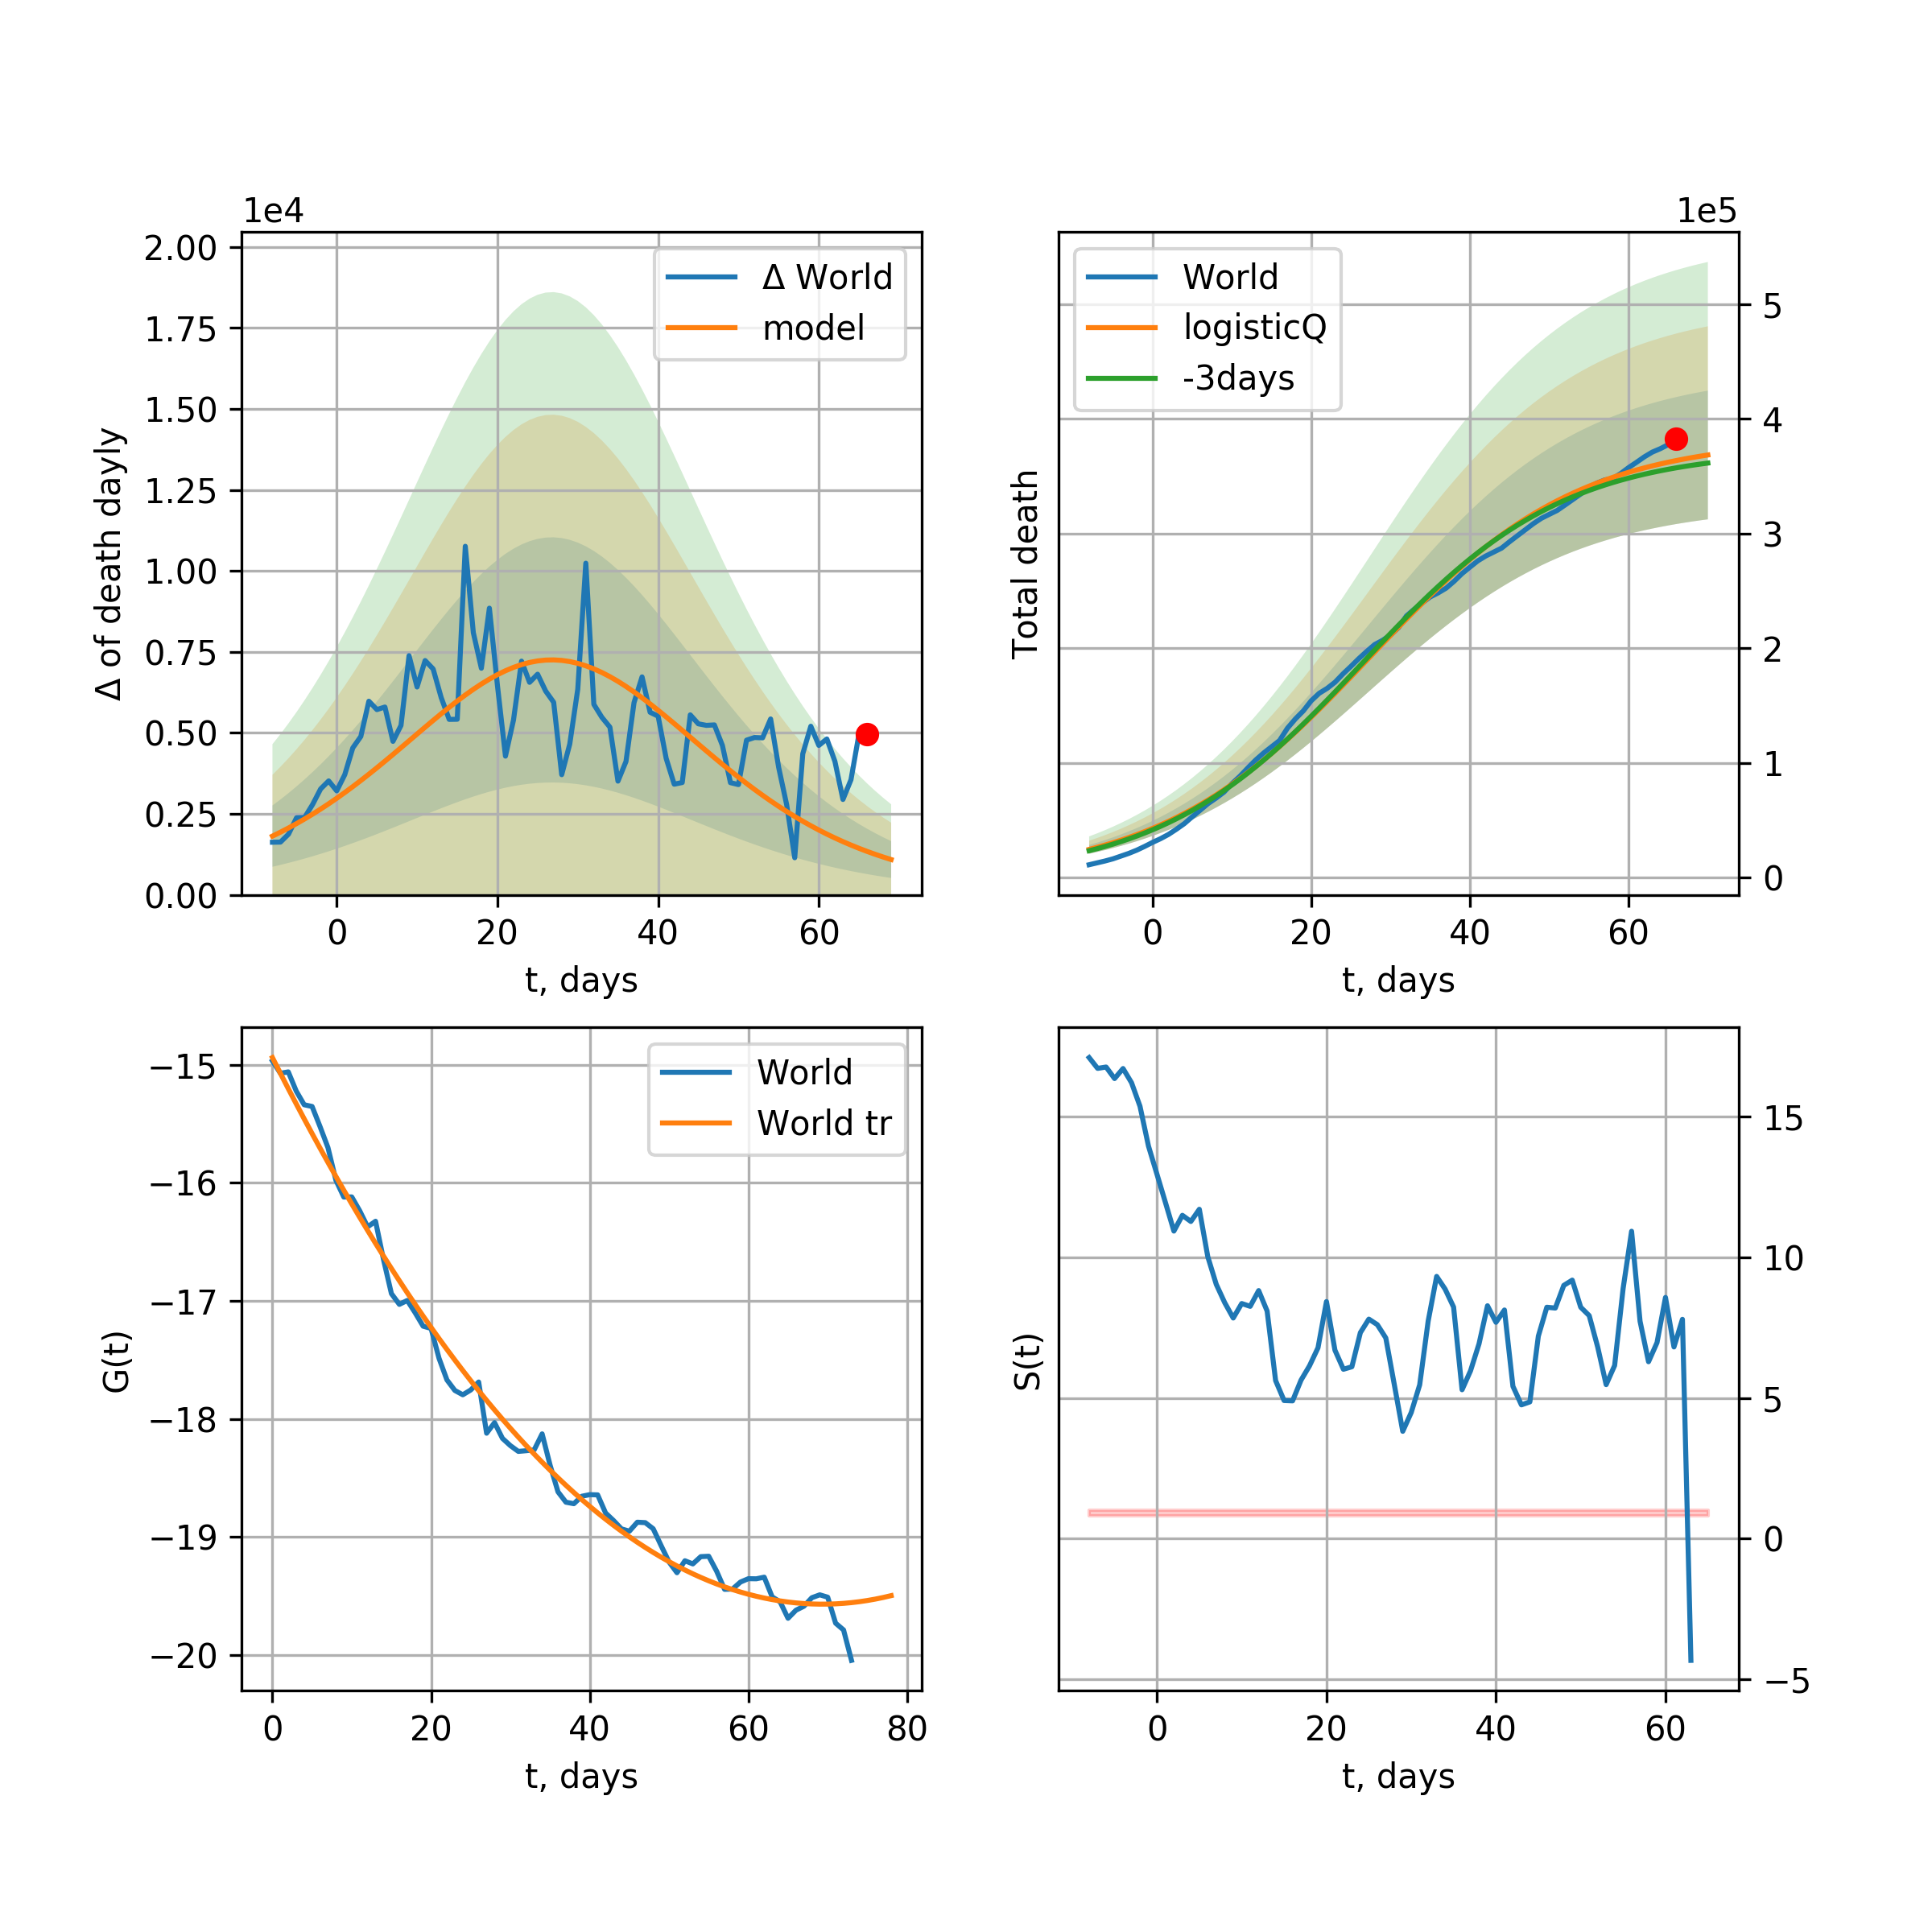 1e4
2.00
1.75
1.50
1.25
1.00
0.75
0.50
0.25
0.00
Δ of death dayly
Δ World
model
0 20 40 60
t, days
1e5
World
logisticQ
-3days
Total death
5
4
3
2
1
0
0 20 40 60
t, days
−15
−16
−17
−18
−19
−20
G(t)
World
World tr
0 20 40 60 80
t, days
S(t)
15
10
5
0
−5
0 20 40 60
t, days